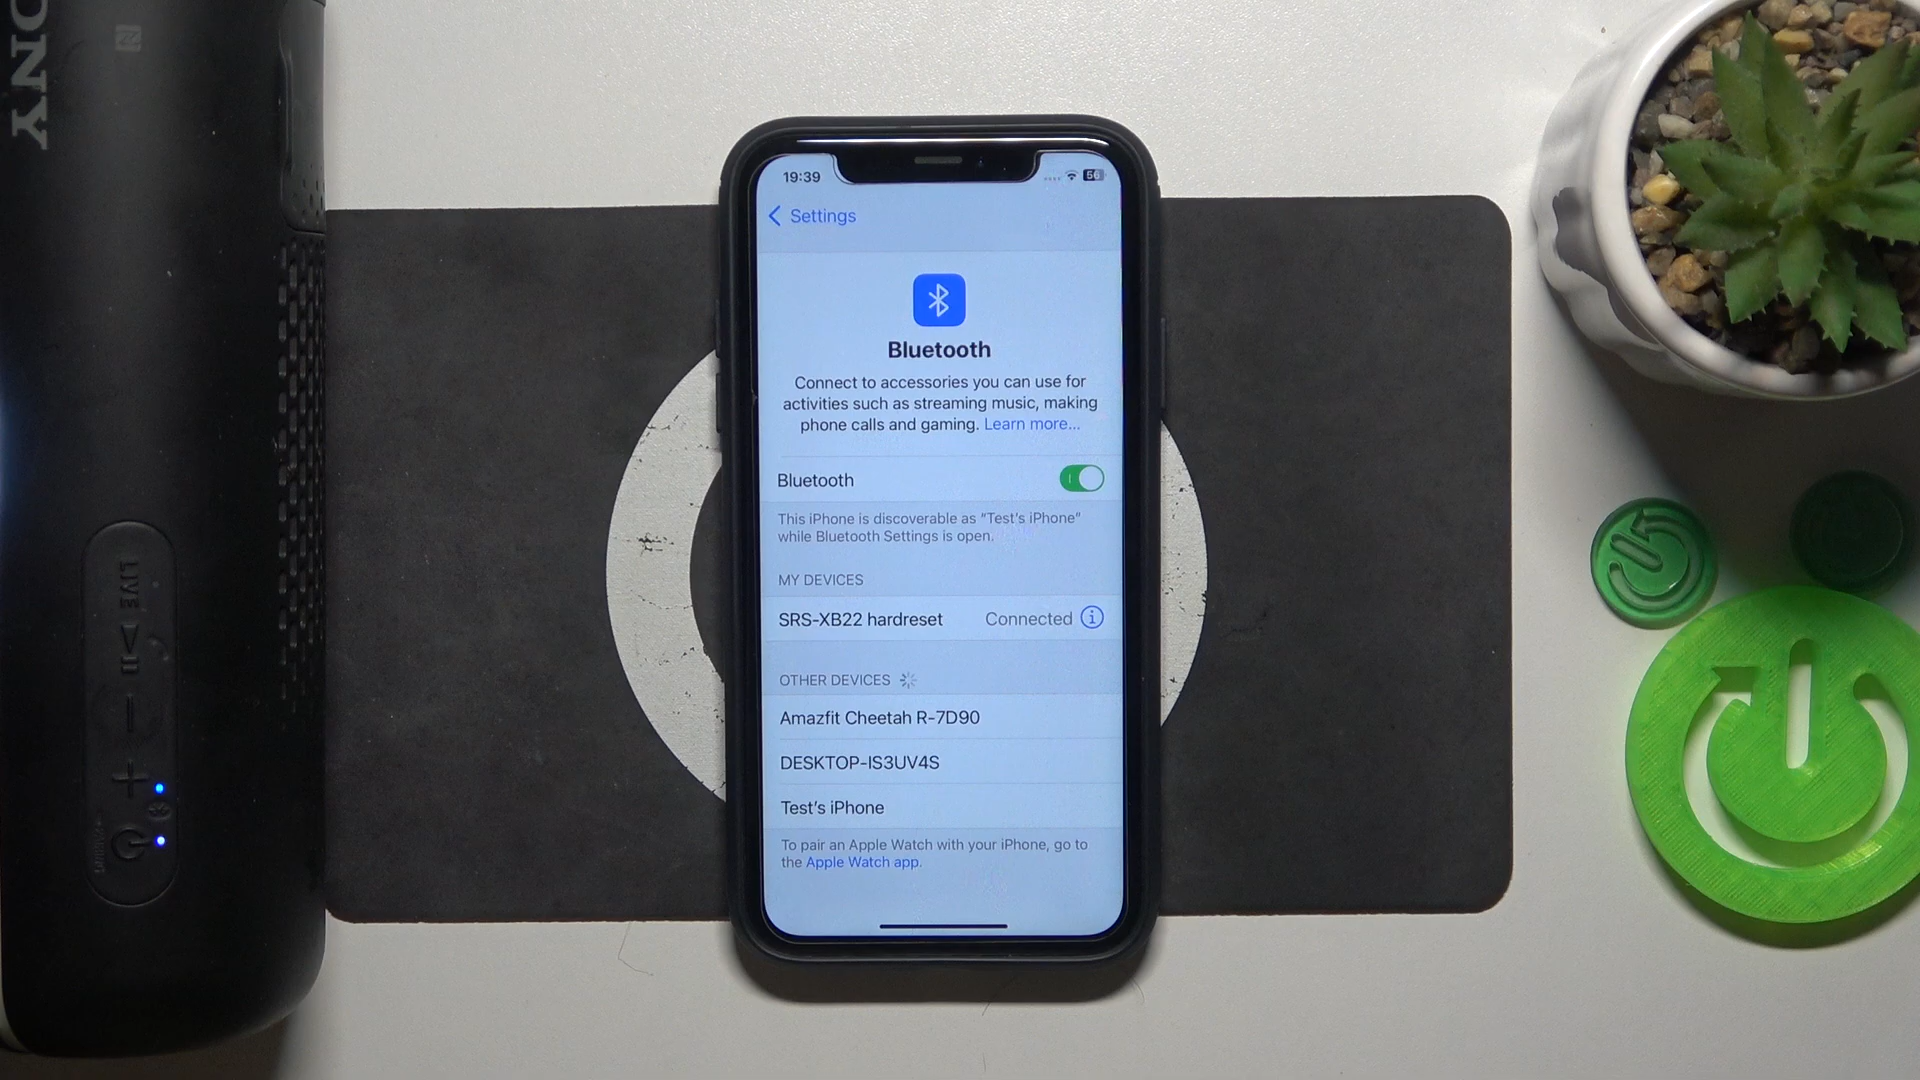 SONY
LIVE
19:39
56
Settings
Bluetooth
Connect to accessories you can use for
activities such as streaming music, making
phone calls and gaming. Learn more...
Bluetooth
This iPhone is discoverable as “Test's iPhone”
while Bluetooth Settings is open.
MY DEVICES
SRS-XB22 hardreset Connected
OTHER DEVICES
Amazfit Cheetah R-7D90
DESKTOP-IS3UV4S
Test's iPhone
To pair an Apple Watch with your iPhone, go to
the Apple Watch app.